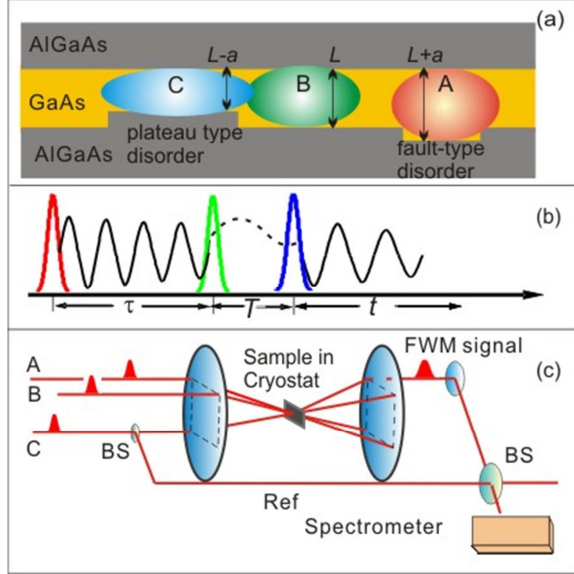 (a)
AlGaAs
L-a
L
L+a
C
B
A
GaAs
plateau type
disorder
AlGaAs
fault-type
disorder
(b)
τ
T
t
(c)
FWM signal
Sample in
Cryostat
A
B
C
BS
BS
Ref
Spectrometer